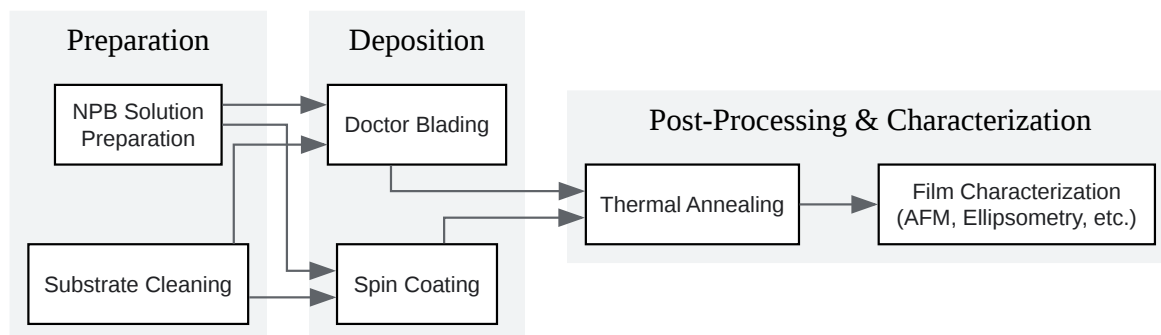 Preparation
NPB Solution
Preparation
Substrate Cleaning
Deposition
Doctor Blading
Spin Coating
Post-Processing & Characterization
Thermal Annealing
Film Characterization
(AFM, Ellipsometry, etc.)